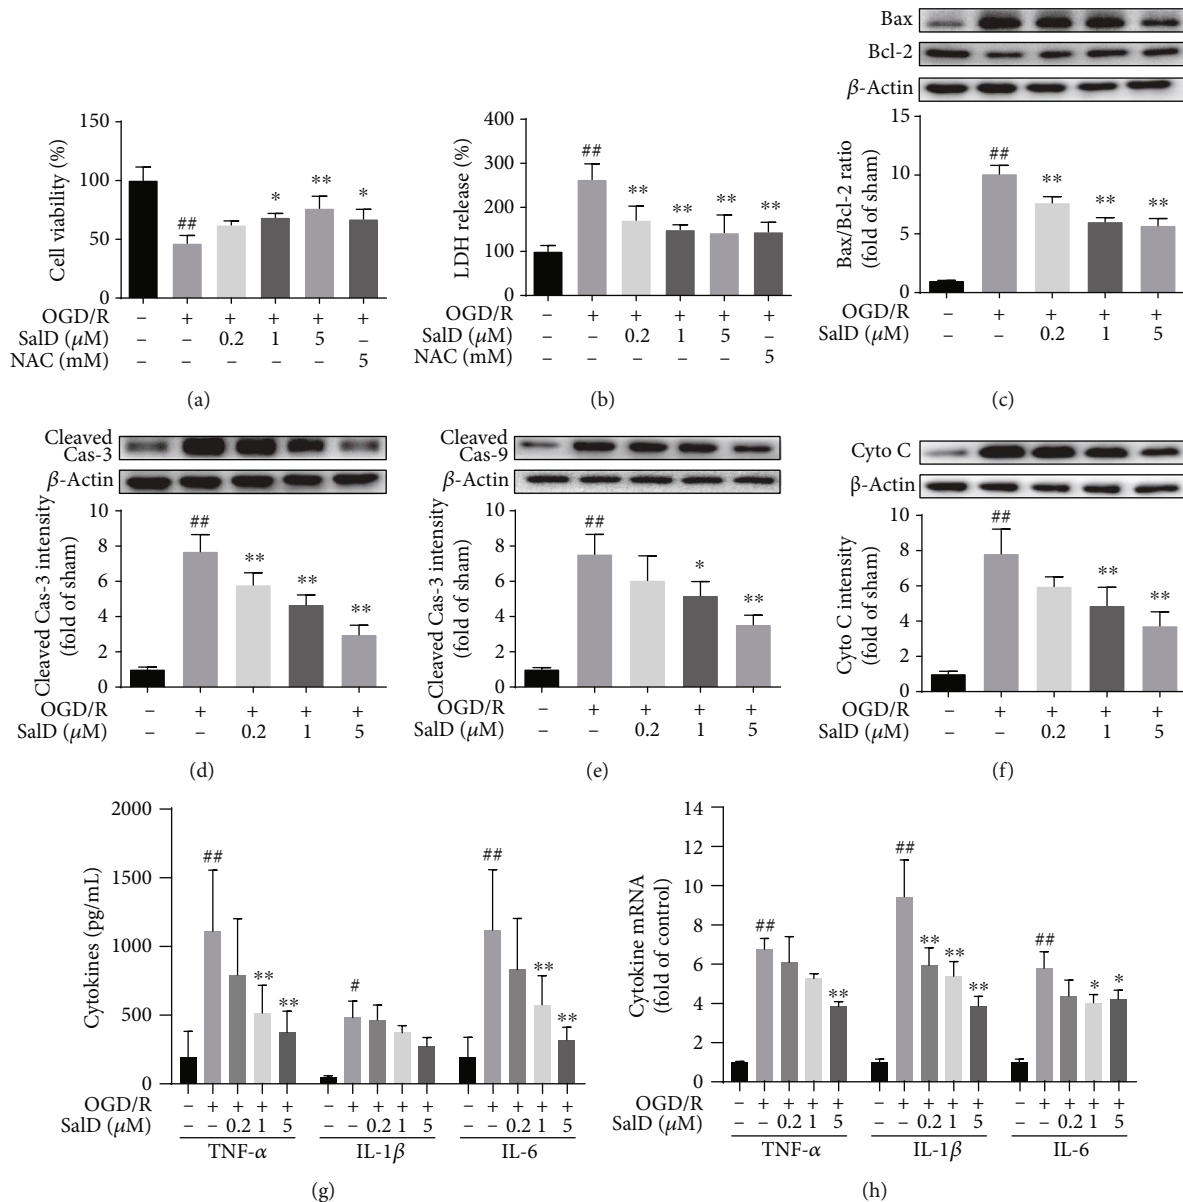 Cell viability (%)
150
100
50
0
##
*
**
*
OGD/R – + + + + +
SalD (μM) – – 0.2 1 5 –
NAC (mM) – – – – – 5
(a)
LDH release (%)
400
300
200
100
0
##
**
**
**
**
OGD/R – + + + + +
SalD (μM) – – 0.2 1 5 –
NAC (mM) – – – – – 5
(b)
Bax
Bcl-2
β-Actin
Bax/Bcl-2 ratio
(fold of sham)
15
10
5
0
##
**
**
**
OGD/R – + + + +
SalD (μM) – – 0.2 1 5
(c)
Cleaved
Cas-3
β-Actin
Cleaved Cas-3 intensity
(fold of sham)
10
8
6
4
2
0
##
**
**
**
OGD/R – + + + +
SalD (μM) – – 0.2 1 5
(d)
Cleaved
Cas-9
β-Actin
Cleaved Cas-3 intensity
(fold of sham)
10
8
6
4
2
0
##
*
**
OGD/R – + + + +
SalD (μM) – – 0.2 1 5
(e)
Cyto C
β-Actin
Cyto C intensity
(fold of sham)
10
8
6
4
2
0
##
**
**
OGD/R – + + + +
SalD (μM) – – 0.2 1 5
(f)
Cytokines (pg/mL)
2000
1500
1000
500
0
##
**
**
#
##
**
**
OGD/R – + + + + – + + + + – + + + +
SalD (μM) – – 0.2 1 5 – – 0.2 1 5 – – 0.2 1 5
TNF-α IL-1β IL-6
(g)
Cytokine mRNA
(fold of control)
14
12
10
8
6
4
2
0
##
**
##
**
**
**
##
*
*
OGD/R – + + + + – + + + + – + + + +
SalD (μM) – – 0.2 1 5 – – 0.2 1 5 – – 0.2 1 5
TNF-α IL-1β IL-6
(h)